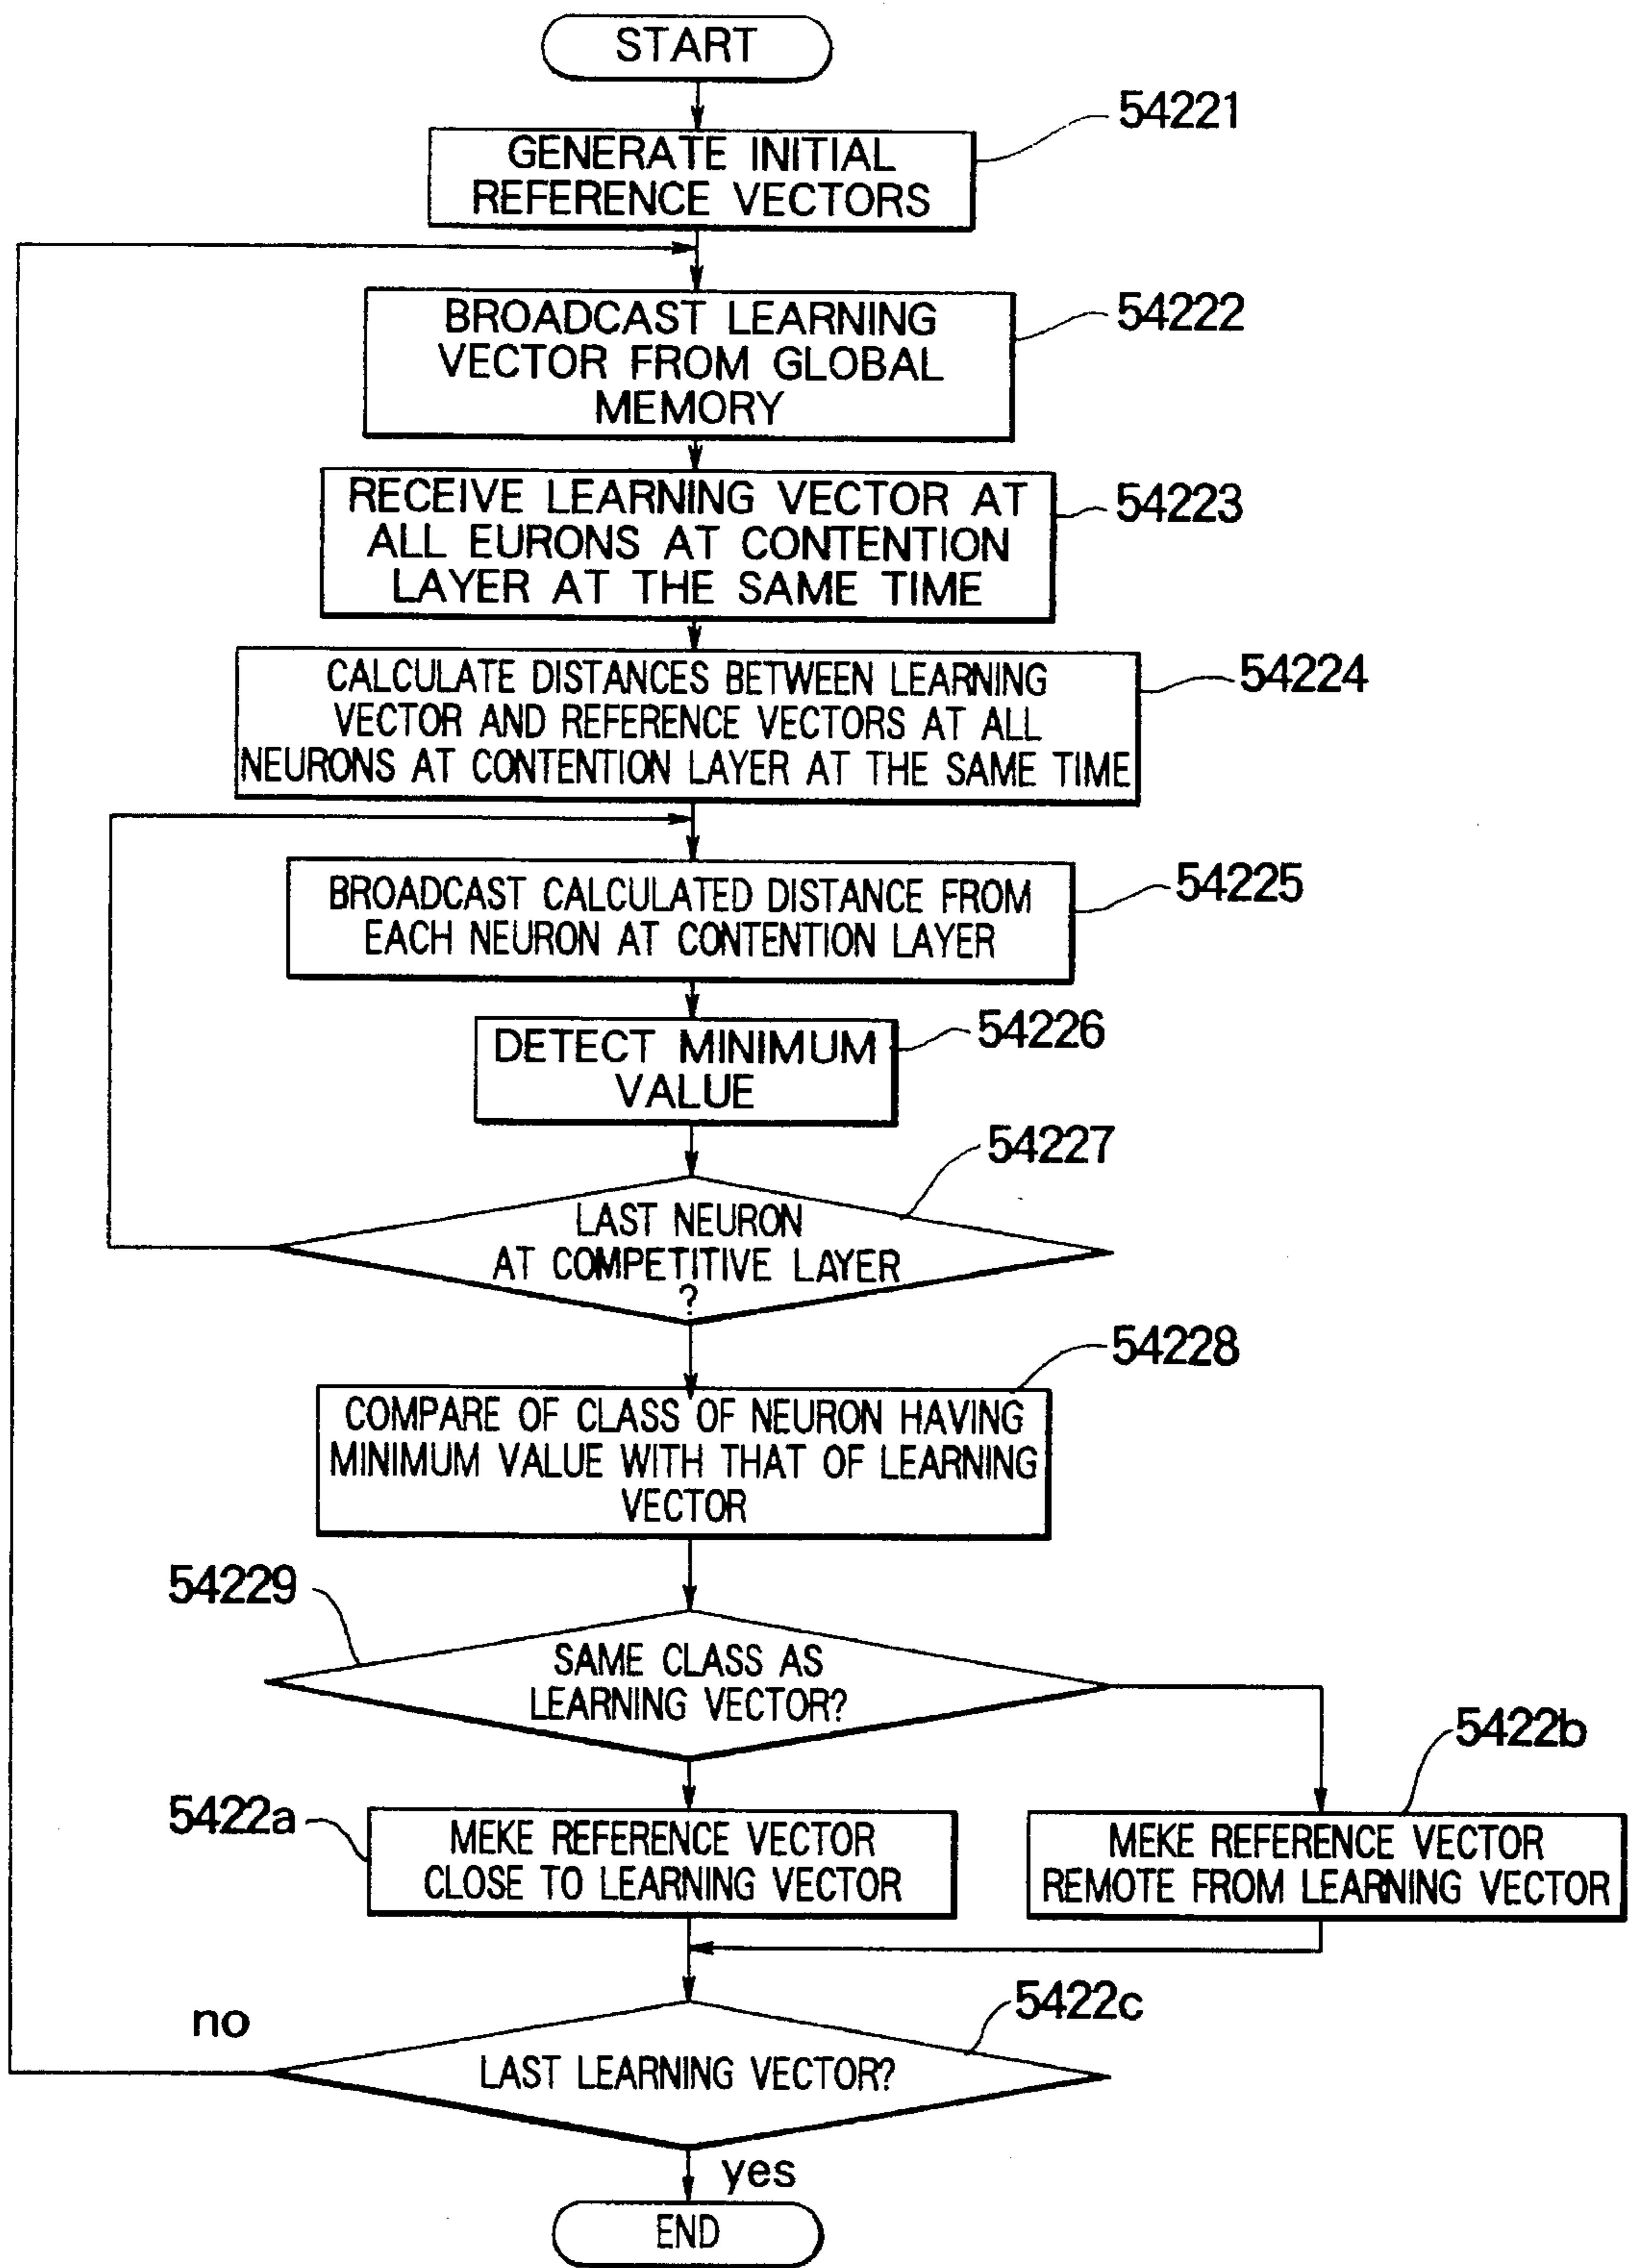 START
54221
GENERATE INITIAL
REFERENCE VECTORS
54222
BROADCAST LEARNING
VECTOR FROM GLOBAL
MEMORY
54223
RECEIVE LEARNING VECTOR AT
ALL EURONS AT CONTENTION
LAYER AT THE SAME TIME
54224
CALCULATE DISTANCES BETWEEN LEARNING
VECTOR AND REFERENCE VECTORS AT ALL
NEURONS AT CONTENTION LAYER AT THE SAME TIME
54225
BROADCAST CALCULATED DISTANCE FROM
EACH NEURON AT CONTENTION LAYER
54226
DETECT MINIMUM
VALUE
54227
LAST NEURON
AT COMPETITIVE LAYER
?
54228
COMPARE OF CLASS OF NEURON HAVING
MINIMUM VALUE WITH THAT OF LEARNING
VECTOR
54229
SAME CLASS AS
LEARNING VECTOR?
5422a
MEKE REFERENCE VECTOR
CLOSE TO LEARNING VECTOR
5422b
MEKE REFERENCE VECTOR
REMOTE FROM LEARNING VECTOR
5422c
no
LAST LEARNING VECTOR?
yes
END